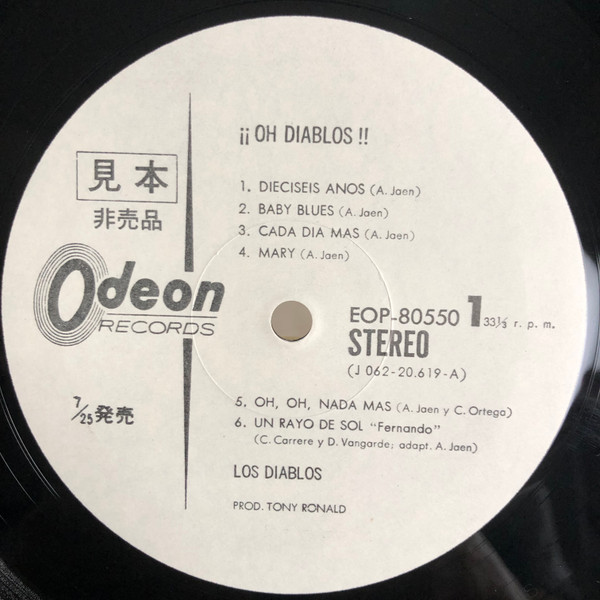 ¡¡ OH DIABLOS !!
見本
非売品
1. DIECISEIS ANOS (A. Jaen)
2. BABY BLUES (A. Jaen)
3. CADA DIA MAS (A. Jaen)
4. MARY (A. Jaen)
Odeon
RECORDS
EOP-80550 1 33⅓ r. p. m.
STEREO
(J 062-20.619-A)
7/25発売
5. OH, OH, NADA MAS (A. Jaen y C. Ortega)
6. UN RAYO DE SOL "Fernando"
(C. Carrere y D. Vangarde; adapt. A. Jaen)
LOS DIABLOS
PROD. TONY RONALD